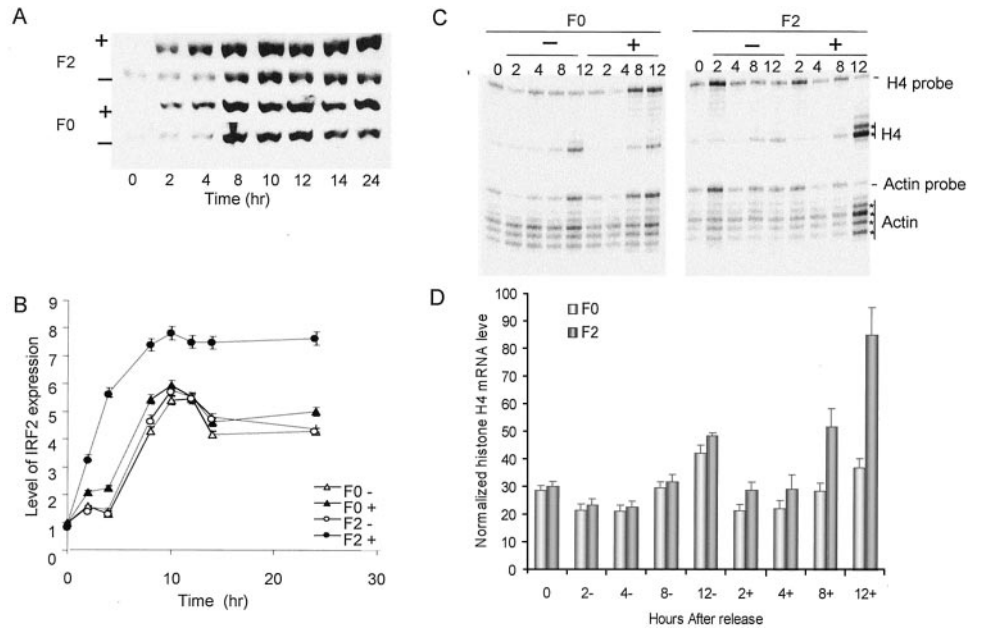 A
+
F2
−
+
F0
−
0 2 4 8 10 12 14 24
Time (hr)
B
Level of IRF2 expression
9
8
7
6
5
4
3
2
1
0
0 10 20 30
Time (hr)
F0 -
F0 +
F2 -
F2 +
C
F0 F2
− + − +
0 2 4 8 12 2 4 8 12 0 2 4 8 12 2 4 8 12
H4 probe
H4
Actin probe
Actin
D
Normalized histone H4 mRNA leve
100
90
80
70
60
50
40
30
20
10
0
F0
F2
0 2- 4- 8- 12- 2+ 4+ 8+ 12+
Hours After release